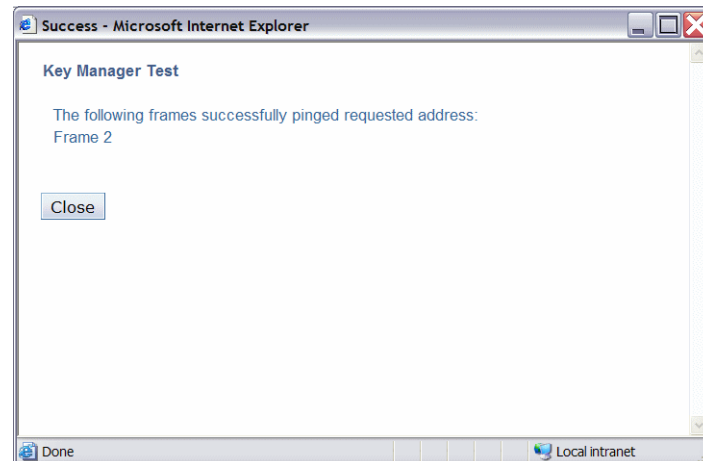 Success - Microsoft Internet Explorer
Key Manager Test
The following frames successfully pinged requested address:
Frame 2
Close
Done
Local intranet